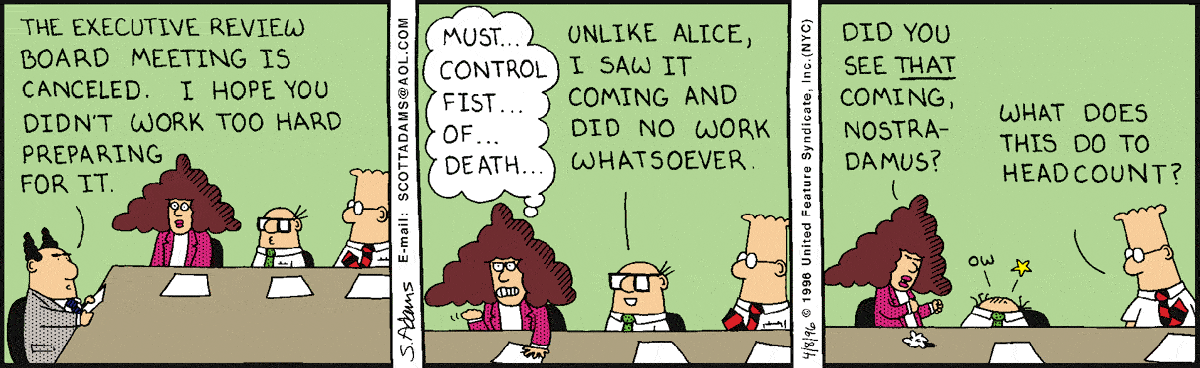 THE EXECUTIVE REVIEW
BOARD MEETING IS
CANCELED. I HOPE YOU
DIDN'T WORK TOO HARD
PREPARING
FOR IT.
S. Adams E-mail: SCOTTADAMS@AOL.COM
MUST...
CONTROL
FIST...
OF...
DEATH...
UNLIKE ALICE,
I SAW IT
COMING AND
DID NO WORK
WHATSOEVER.
4/8/96 © 1996 United Feature Syndicate, Inc.(NYC)
DID YOU
SEE THAT
COMING,
NOSTRA-
DAMUS?
OW
WHAT DOES
THIS DO TO
HEADCOUNT?